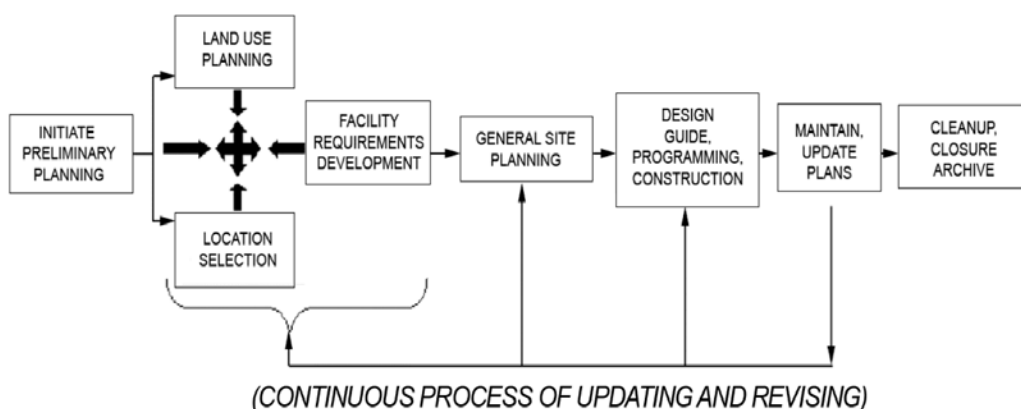 LAND USE
PLANNING
INITIATE
PRELIMINARY
PLANNING
FACILITY
REQUIREMENTS
DEVELOPMENT
LOCATION
SELECTION
GENERAL SITE
PLANNING
DESIGN
GUIDE,
PROGRAMMING,
CONSTRUCTION
MAINTAIN,
UPDATE
PLANS
CLEANUP,
CLOSURE
ARCHIVE
(CONTINUOUS PROCESS OF UPDATING AND REVISING)